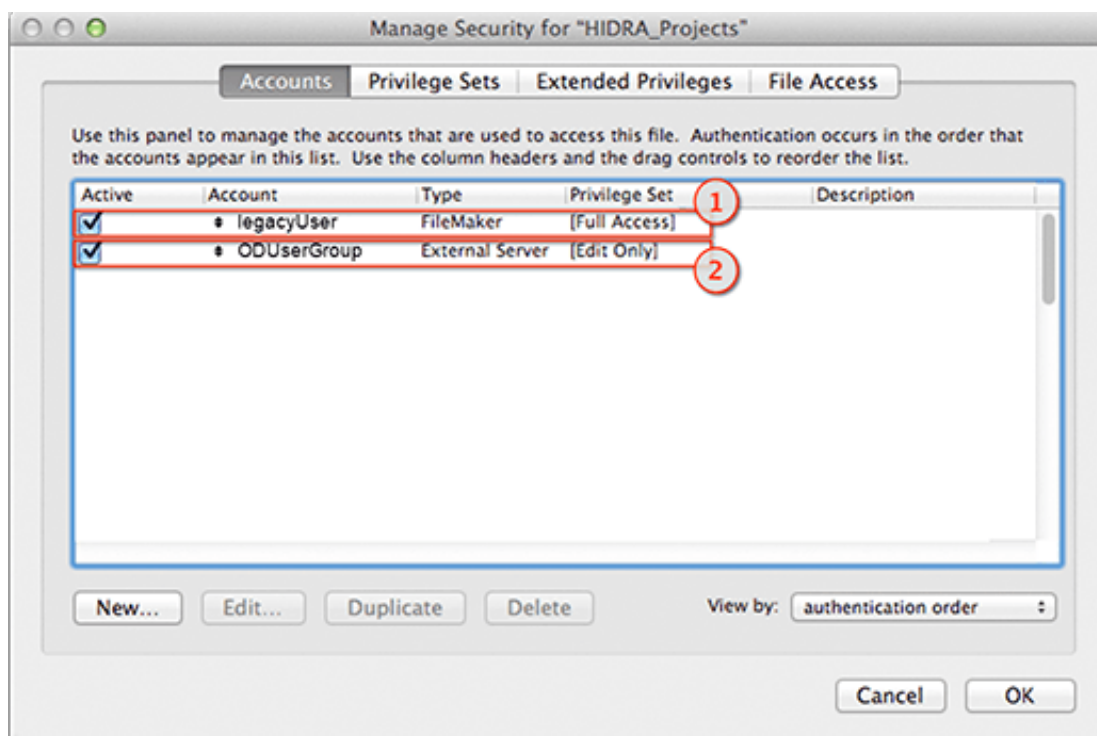 Manage Security for "HIDRA_Projects"
Accounts Privilege Sets Extended Privileges File Access
Use this panel to manage the accounts that are used to access this file. Authentication occurs in the order that
the accounts appear in this list. Use the column headers and the drag controls to reorder the list.
Active Account Type Privilege Set Description
1
legacyUser FileMaker [Full Access]
ODUserGroup External Server [Edit Only]
2
New... Edit... Duplicate Delete View by: authentication order
Cancel OK